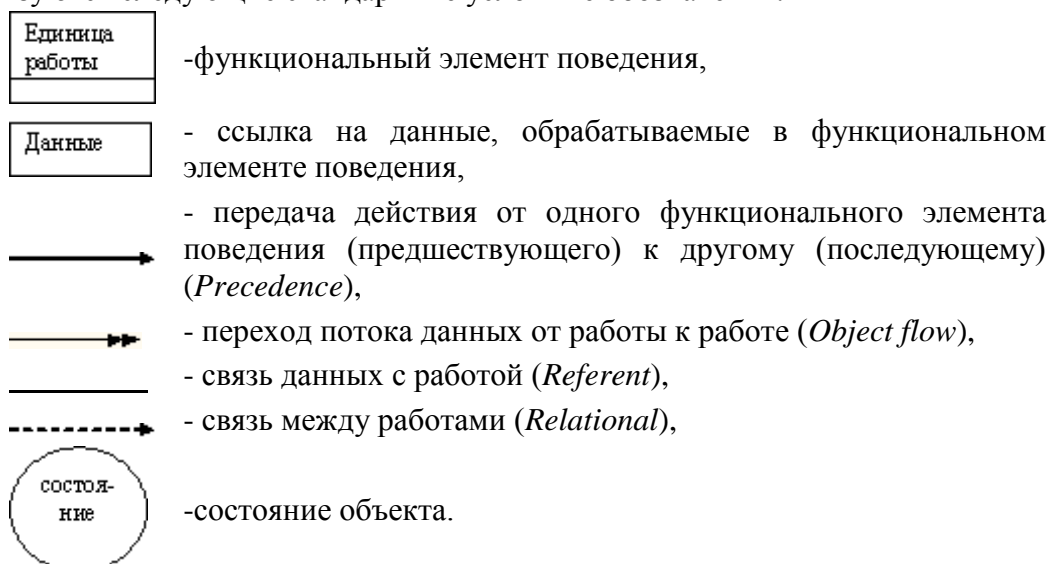 Единица
работы
-функциональный элемент поведения,
Данные
- ссылка на данные, обрабатываемые в функциональном
элементе поведения,
- передача действия от одного функционального элемента
поведения (предшествующего) к другому (последующему)
(Precedence),
- переход потока данных от работы к работе (Object flow),
- связь данных с работой (Referent),
- связь между работами (Relational),
состоя-
ние
-состояние объекта.